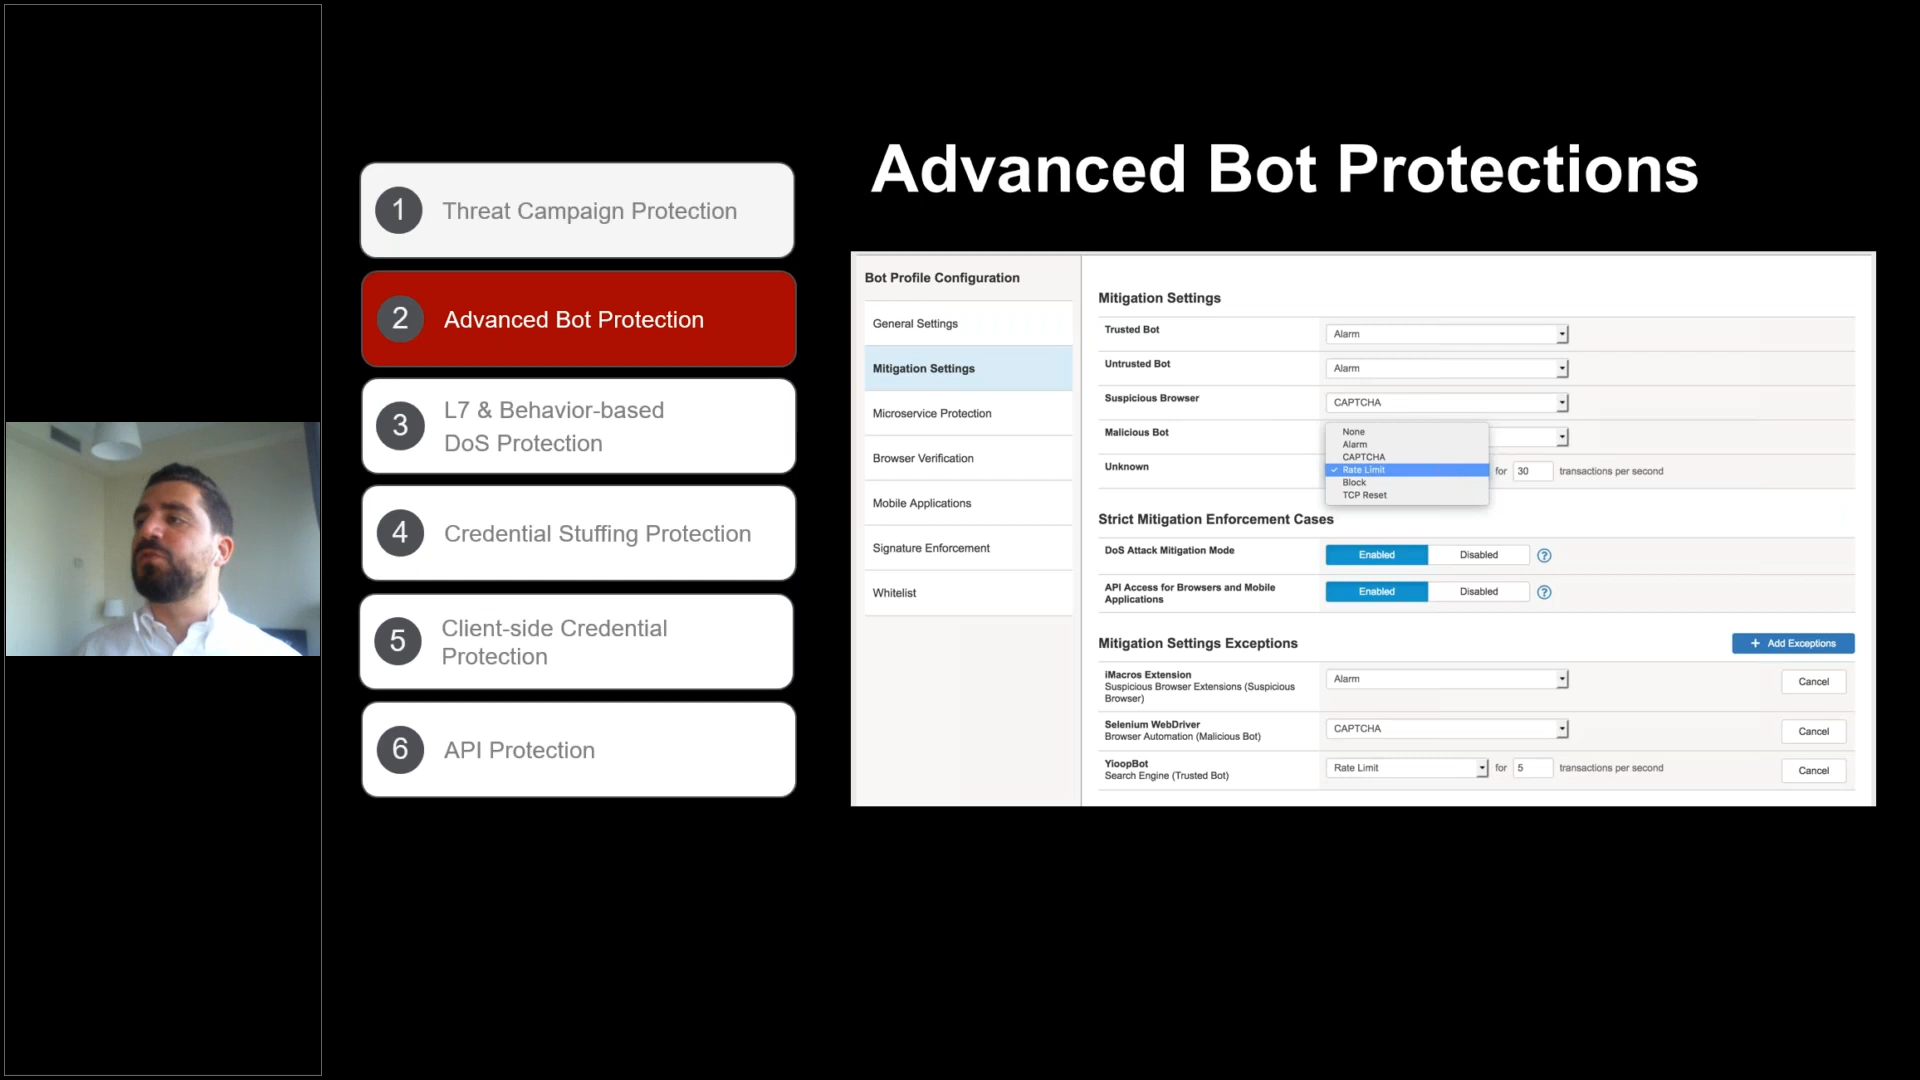 1
Threat Campaign Protection
2
Advanced Bot Protection
3
L7 & Behavior-based
DoS Protection
4
Credential Stuffing Protection
5
Client-side Credential
Protection
6
API Protection
Advanced Bot Protections
Bot Profile Configuration
General Settings
Mitigation Settings
Microservice Protection
Browser Verification
Mobile Applications
Signature Enforcement
Whitelist
Mitigation Settings
Trusted Bot Alarm
Untrusted Bot Alarm
Suspicious Browser CAPTCHA
Malicious Bot
Unknown for 30 transactions per second
None
Alarm
CAPTCHA
✓ Rate Limit
Block
TCP Reset
Strict Mitigation Enforcement Cases
DoS Attack Mitigation Mode Enabled Disabled ?
API Access for Browsers and Mobile
Applications
Enabled Disabled ?
Mitigation Settings Exceptions + Add Exceptions
iMacros Extension
Suspicious Browser Extensions (Suspicious
Browser)
Alarm Cancel
Selenium WebDriver
Browser Automation (Malicious Bot)
CAPTCHA Cancel
YioopBot
Search Engine (Trusted Bot)
Rate Limit for 5 transactions per second Cancel